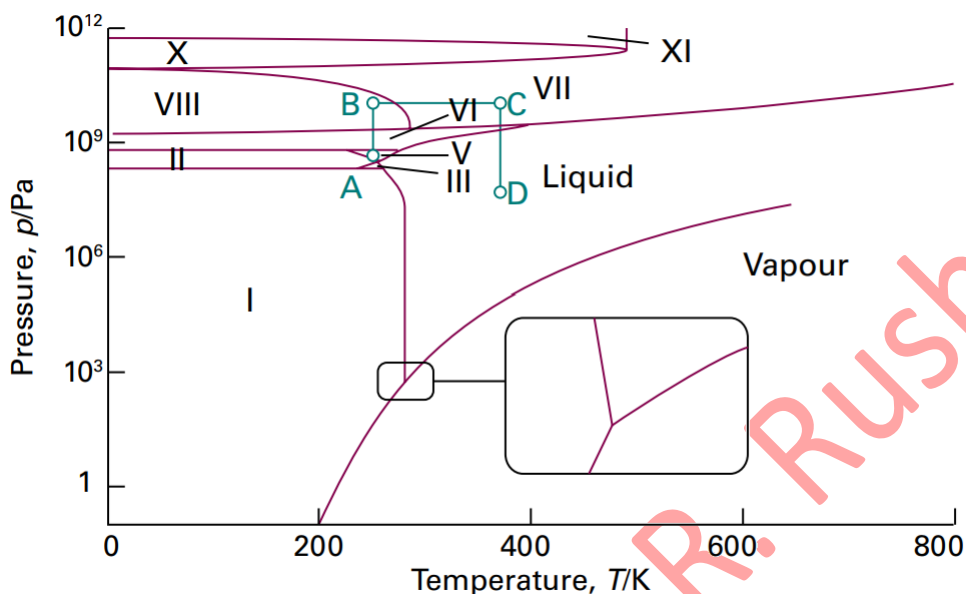 10¹²
X
XI
VIII
B
C
VII
VI
10⁹
II
V
III
A
D
Liquid
10⁶
Vapour
I
Pressure, p/Pa
10³
1
0
200
400
600
800
Temperature, T/K
R. Rush